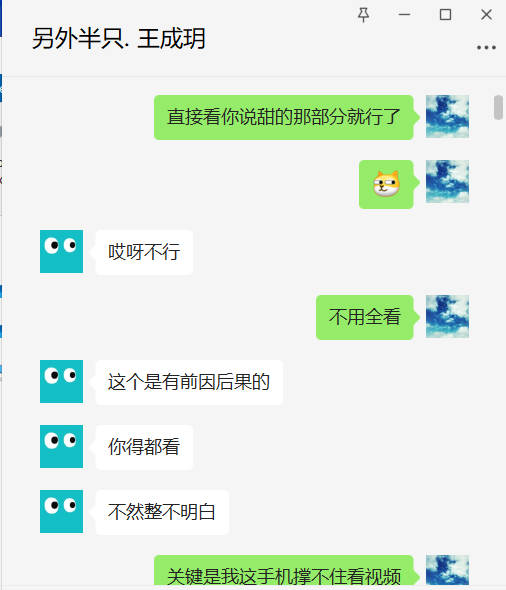 另外半只. 王成玥
直接看你说甜的那部分就行了
哎呀不行
不用全看
这个是有前因后果的
你得都看
不然整不明白
关键是我这手机撑不住看视频